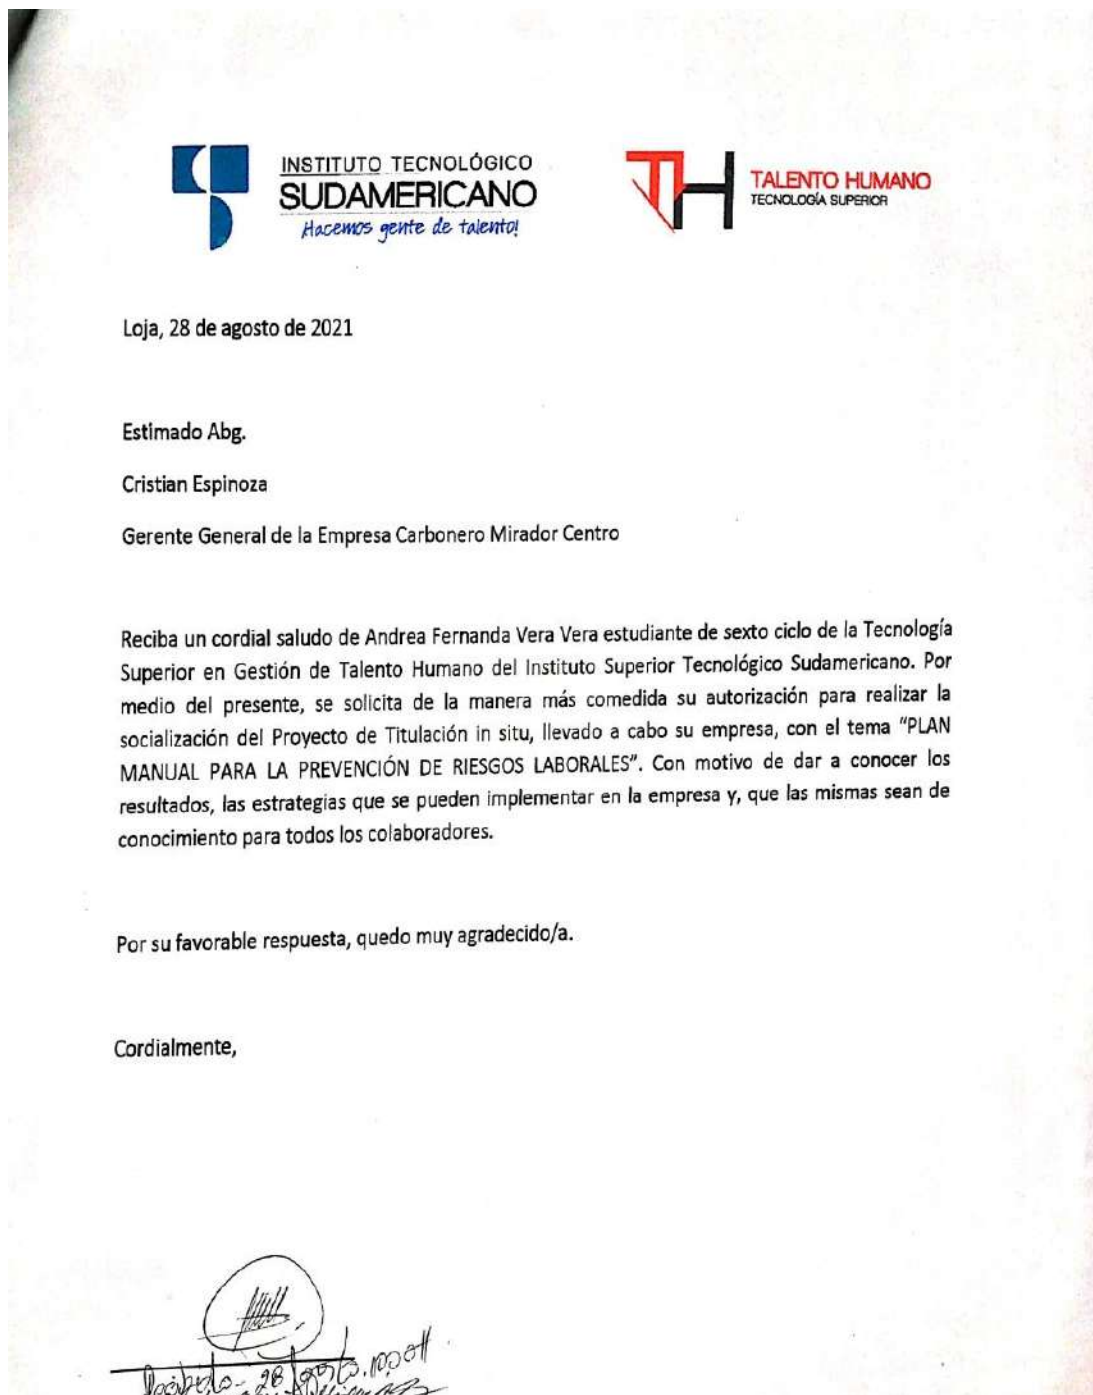 INSTITUTO TECNOLÓGICO
SUDAMERICANO
Hacemos gente de talento!
TH
TALENTO HUMANO
TECNOLOGÍA SUPERIOR
Loja, 28 de agosto de 2021
Estimado Abg.
Cristian Espinoza
Gerente General de la Empresa Carbonero Mirador Centro
Reciba un cordial saludo de Andrea Fernanda Vera Vera estudiante de sexto ciclo de la Tecnología
Superior en Gestión de Talento Humano del Instituto Superior Tecnológico Sudamericano. Por
medio del presente, se solicita de la manera más comedida su autorización para realizar la
socialización del Proyecto de Titulación in situ, llevado a cabo su empresa, con el tema “PLAN
MANUAL PARA LA PREVENCIÓN DE RIESGOS LABORALES”. Con motivo de dar a conocer los
resultados, las estrategias que se pueden implementar en la empresa y, que las mismas sean de
conocimiento para todos los colaboradores.
Por su favorable respuesta, quedo muy agradecido/a.
Cordialmente,
Recibido - 28 Agosto